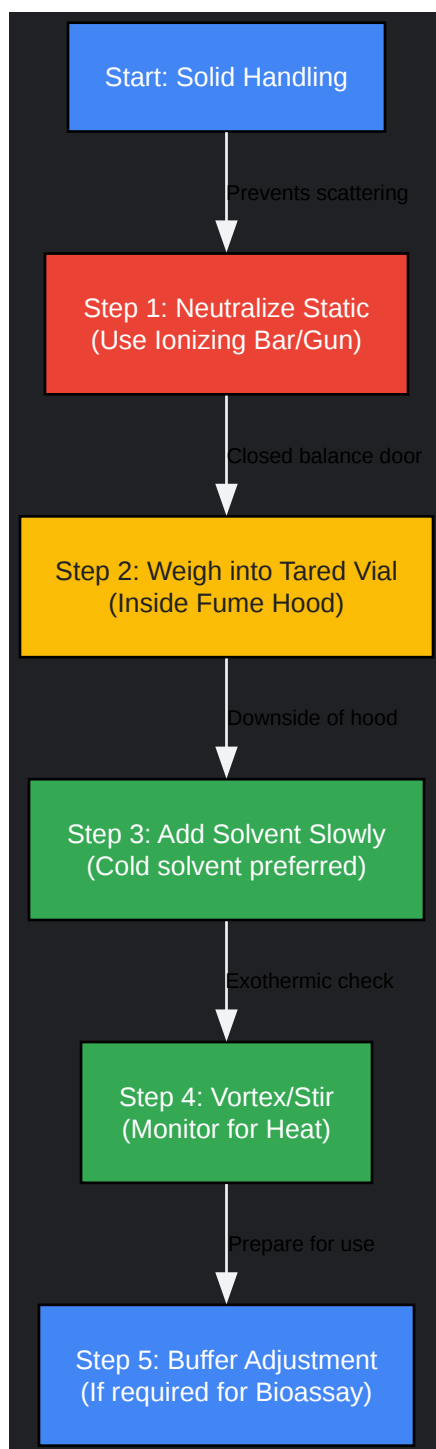 Start: Solid Handling
Prevents scattering
Step 1: Neutralize Static
(Use Ionizing Bar/Gun)
Closed balance door
Step 2: Weigh into Tared Vial
(Inside Fume Hood)
Downside of hood
Step 3: Add Solvent Slowly
(Cold solvent preferred)
Exothermic check
Step 4: Vortex/Stir
(Monitor for Heat)
Prepare for use
Step 5: Buffer Adjustment
(If required for Bioassay)